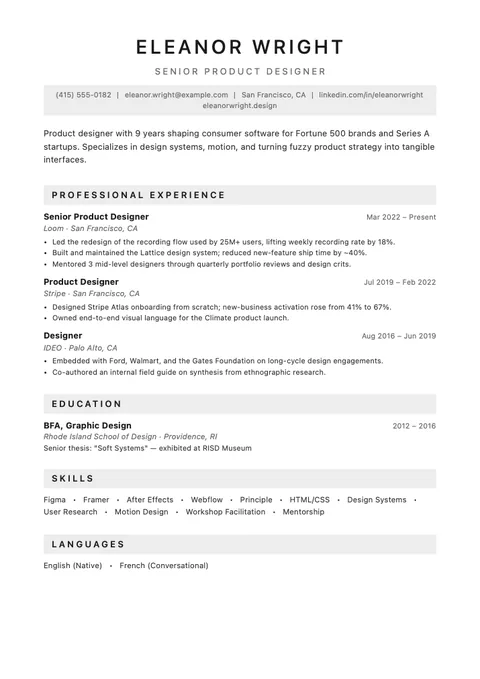 ELEANOR WRIGHT
SENIOR PRODUCT DESIGNER
(415) 555-0182 | eleanor.wright@example.com | San Francisco, CA | linkedin.com/in/eleanorwright
eleanorwright.design
Product designer with 9 years shaping consumer software for Fortune 500 brands and Series A
startups. Specializes in design systems, motion, and turning fuzzy product strategy into tangible
interfaces.
PROFESSIONAL EXPERIENCE
Senior Product Designer Mar 2022 – Present
Loom · San Francisco, CA
• Led the redesign of the recording flow used by 25M+ users, lifting weekly recording rate by 18%.
• Built and maintained the Lattice design system; reduced new-feature ship time by ~40%.
• Mentored 3 mid-level designers through quarterly portfolio reviews and design crits.
Product Designer Jul 2019 – Feb 2022
Stripe · San Francisco, CA
• Designed Stripe Atlas onboarding from scratch; new-business activation rose from 41% to 67%.
• Owned end-to-end visual language for the Climate product launch.
Designer Aug 2016 – Jun 2019
IDEO · Palo Alto, CA
• Embedded with Ford, Walmart, and the Gates Foundation on long-cycle design engagements.
• Co-authored an internal field guide on synthesis from ethnographic research.
EDUCATION
BFA, Graphic Design 2012 – 2016
Rhode Island School of Design · Providence, RI
Senior thesis: "Soft Systems" — exhibited at RISD Museum
SKILLS
Figma • Framer • After Effects • Webflow • Principle • HTML/CSS • Design Systems •
User Research • Motion Design • Workshop Facilitation • Mentorship
LANGUAGES
English (Native) • French (Conversational)